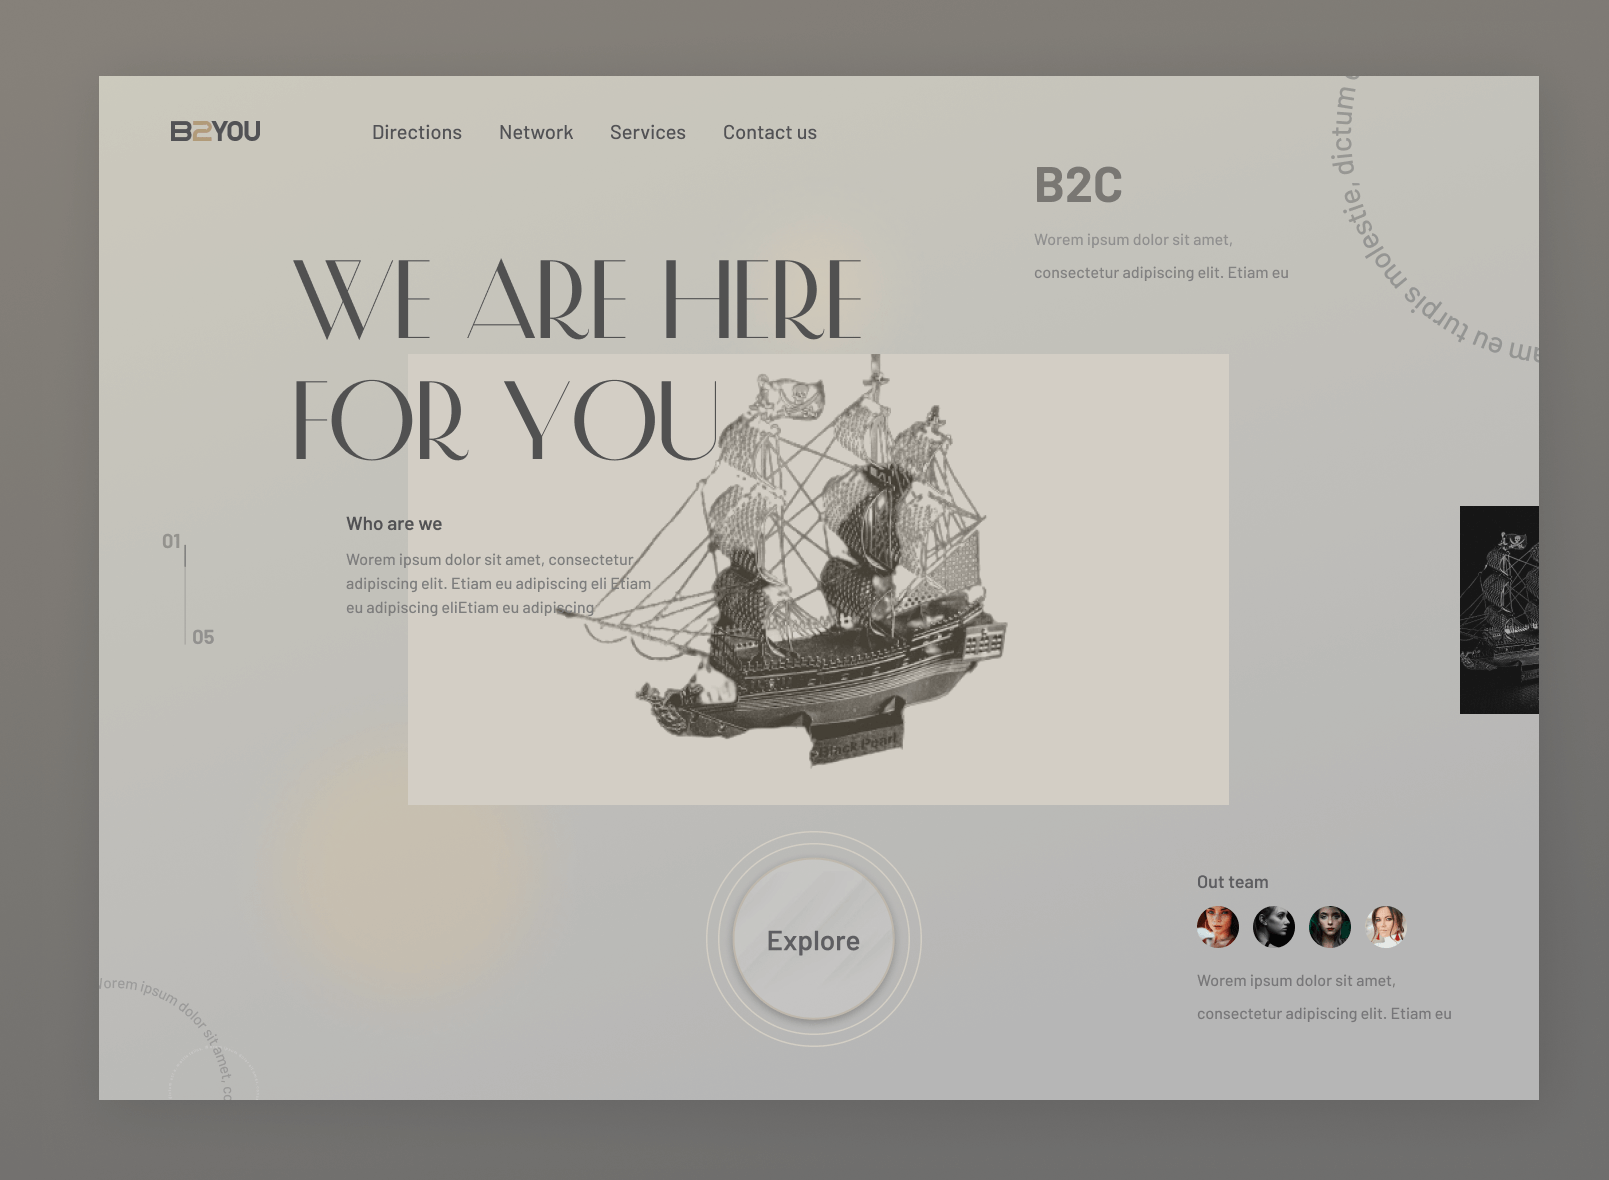 B2YOU
Directions
Network
Services
Contact us
B2C
Worem ipsum dolor sit amet,
consectetur adipiscing elit. Etiam eu
dictum
molestie,
eu turpis
WE ARE HERE
FOR YOU
Who are we
Worem ipsum dolor sit amet, consectetur
adipiscing elit. Etiam eu adipiscing eli Etiam
eu adipiscing eliEtiam eu adipiscing
01
05
Black Pearl
Explore
Out team
Worem ipsum dolor sit amet,
consectetur adipiscing elit. Etiam eu
ipsum dolor sit amet,